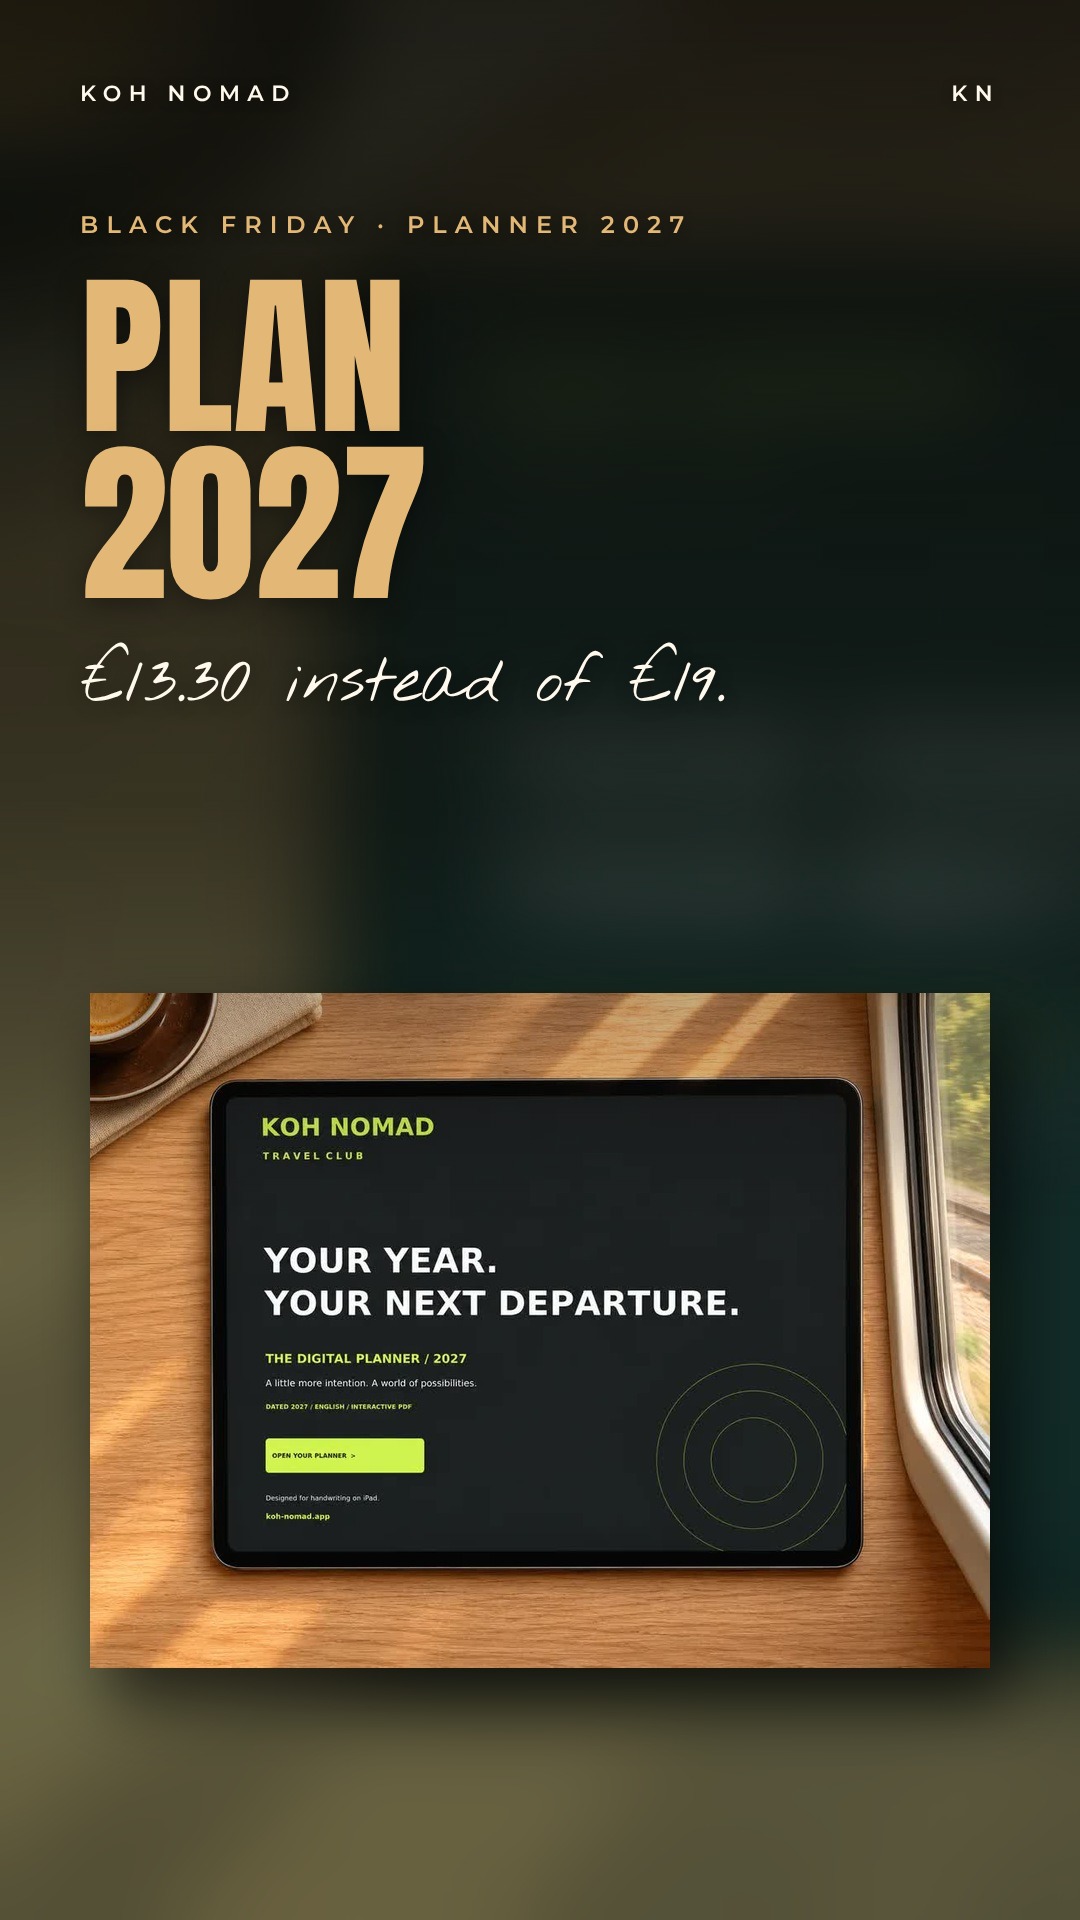 KOH NOMAD
KN
BLACK FRIDAY · PLANNER 2027
PLAN
2027
€13.30 instead of €19.
KOH NOMAD
TRAVEL CLUB
YOUR YEAR.
YOUR NEXT DEPARTURE.
THE DIGITAL PLANNER / 2027
A little more intention. A world of possibilities.
DATED 2027 / ENGLISH / INTERACTIVE PDF
OPEN YOUR PLANNER >
Designed for handwriting on iPad.
koh-nomad.app